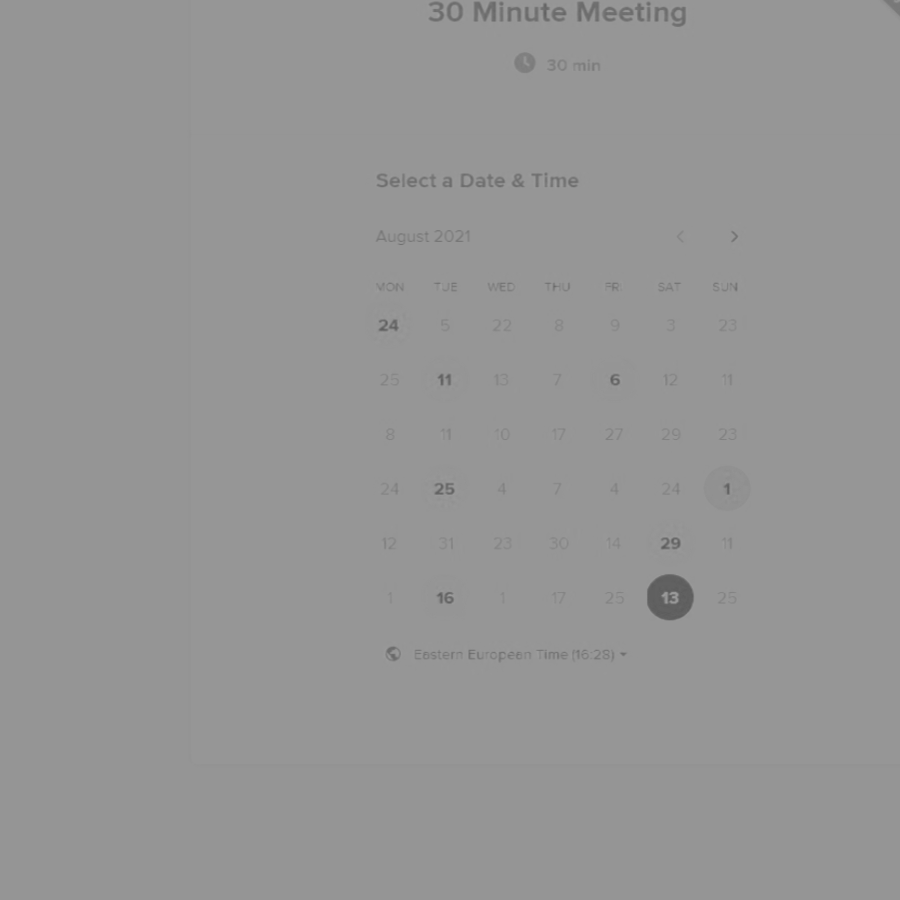 30 Minute Meeting
30 min
Select a Date & Time
August 2021
MON TUE WED THU FRI SAT SUN
24 5 22 8 9 3 23
25 11 13 7 6 12 11
8 11 10 17 27 29 23
24 25 4 7 4 24 1
12 31 23 30 14 29 11
1 16 1 17 25 13 25
Eastern European Time (16:28)